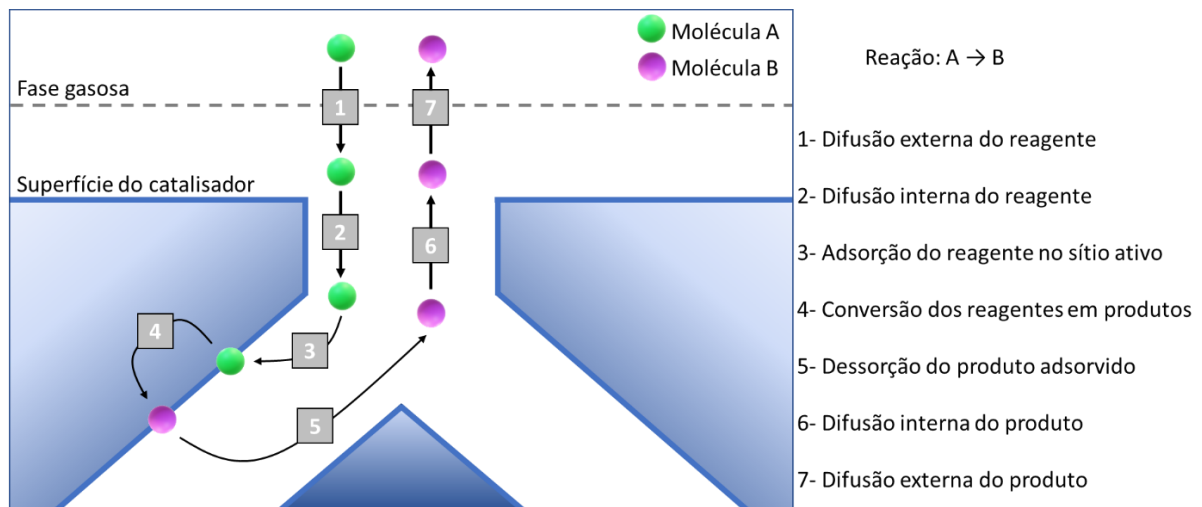 Molécula A
Molécula B
Reação: A → B
Fase gasosa
1
7
1- Difusão externa do reagente
Superfície do catalisador
2- Difusão interna do reagente
2
6
3- Adsorção do reagente no sítio ativo
4- Conversão dos reagentes em produtos
4
3
5- Dessorção do produto adsorvido
5
6- Difusão interna do produto
7- Difusão externa do produto